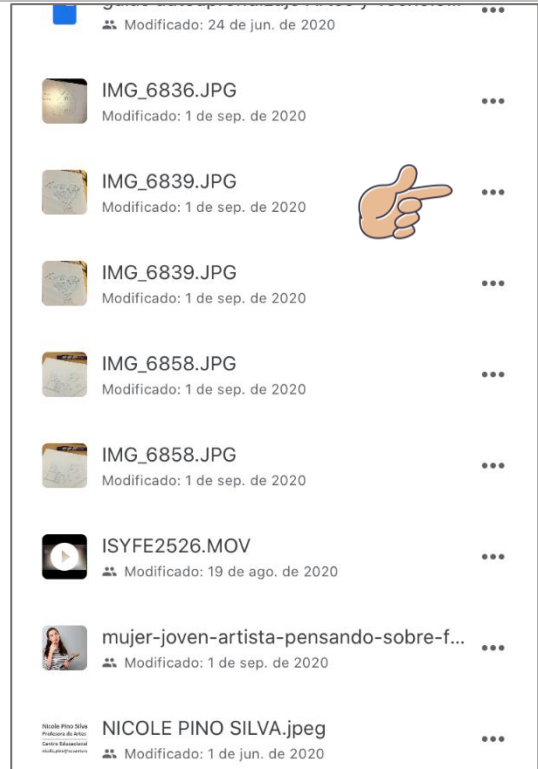 Modificado: 24 de jun. de 2020
IMG_6836.JPG
Modificado: 1 de sep. de 2020
IMG_6839.JPG
Modificado: 1 de sep. de 2020
IMG_6839.JPG
Modificado: 1 de sep. de 2020
IMG_6858.JPG
Modificado: 1 de sep. de 2020
IMG_6858.JPG
Modificado: 1 de sep. de 2020
ISYFE2526.MOV
Modificado: 19 de ago. de 2020
mujer-joven-artista-pensando-sobre-f...
Modificado: 1 de sep. de 2020
Nicole Pino Silva
Profesora de Artes
Centro Educacional
NICOLE PINO SILVA.jpeg
Modificado: 1 de jun. de 2020